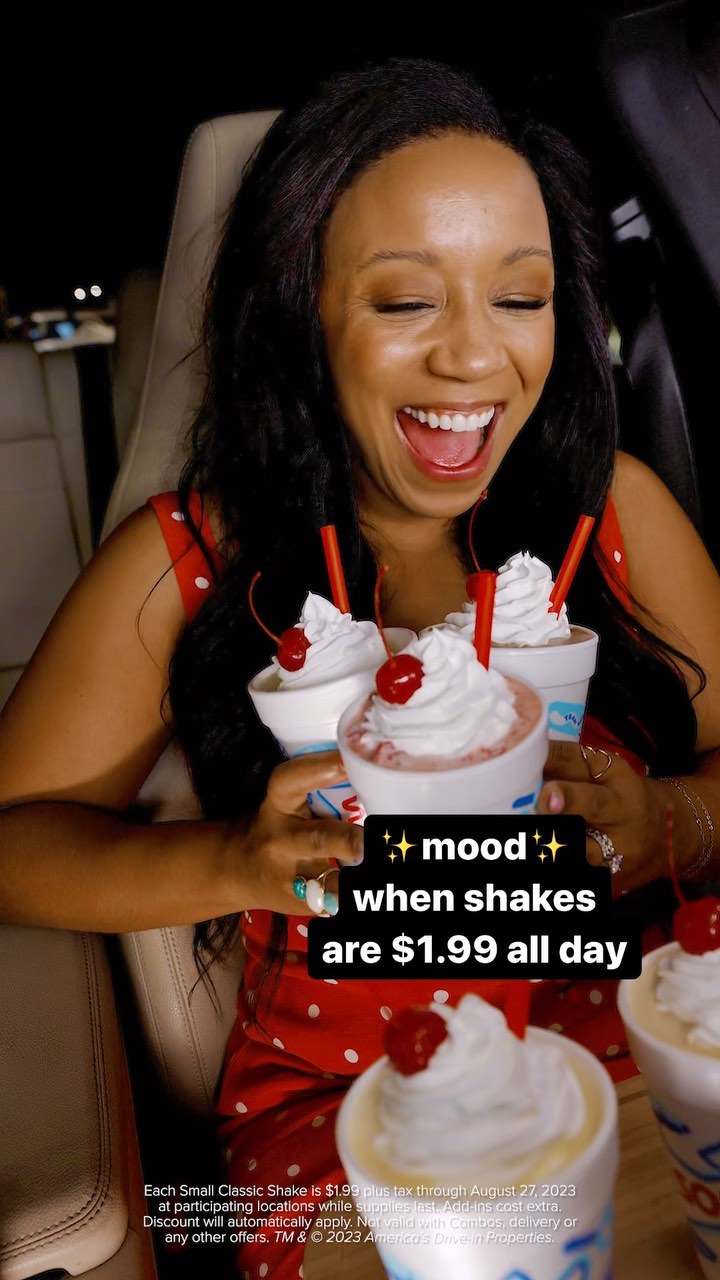 ✨mood✨
when shakes
are $1.99 all day
Each Small Classic Shake is $1.99 plus tax through August 27, 2023
at participating locations while supplies last. Add-ins cost extra.
Discount will automatically apply. Not valid with Combos, delivery or
any other offers. TM & © 2023 America's Drive-In Properties.